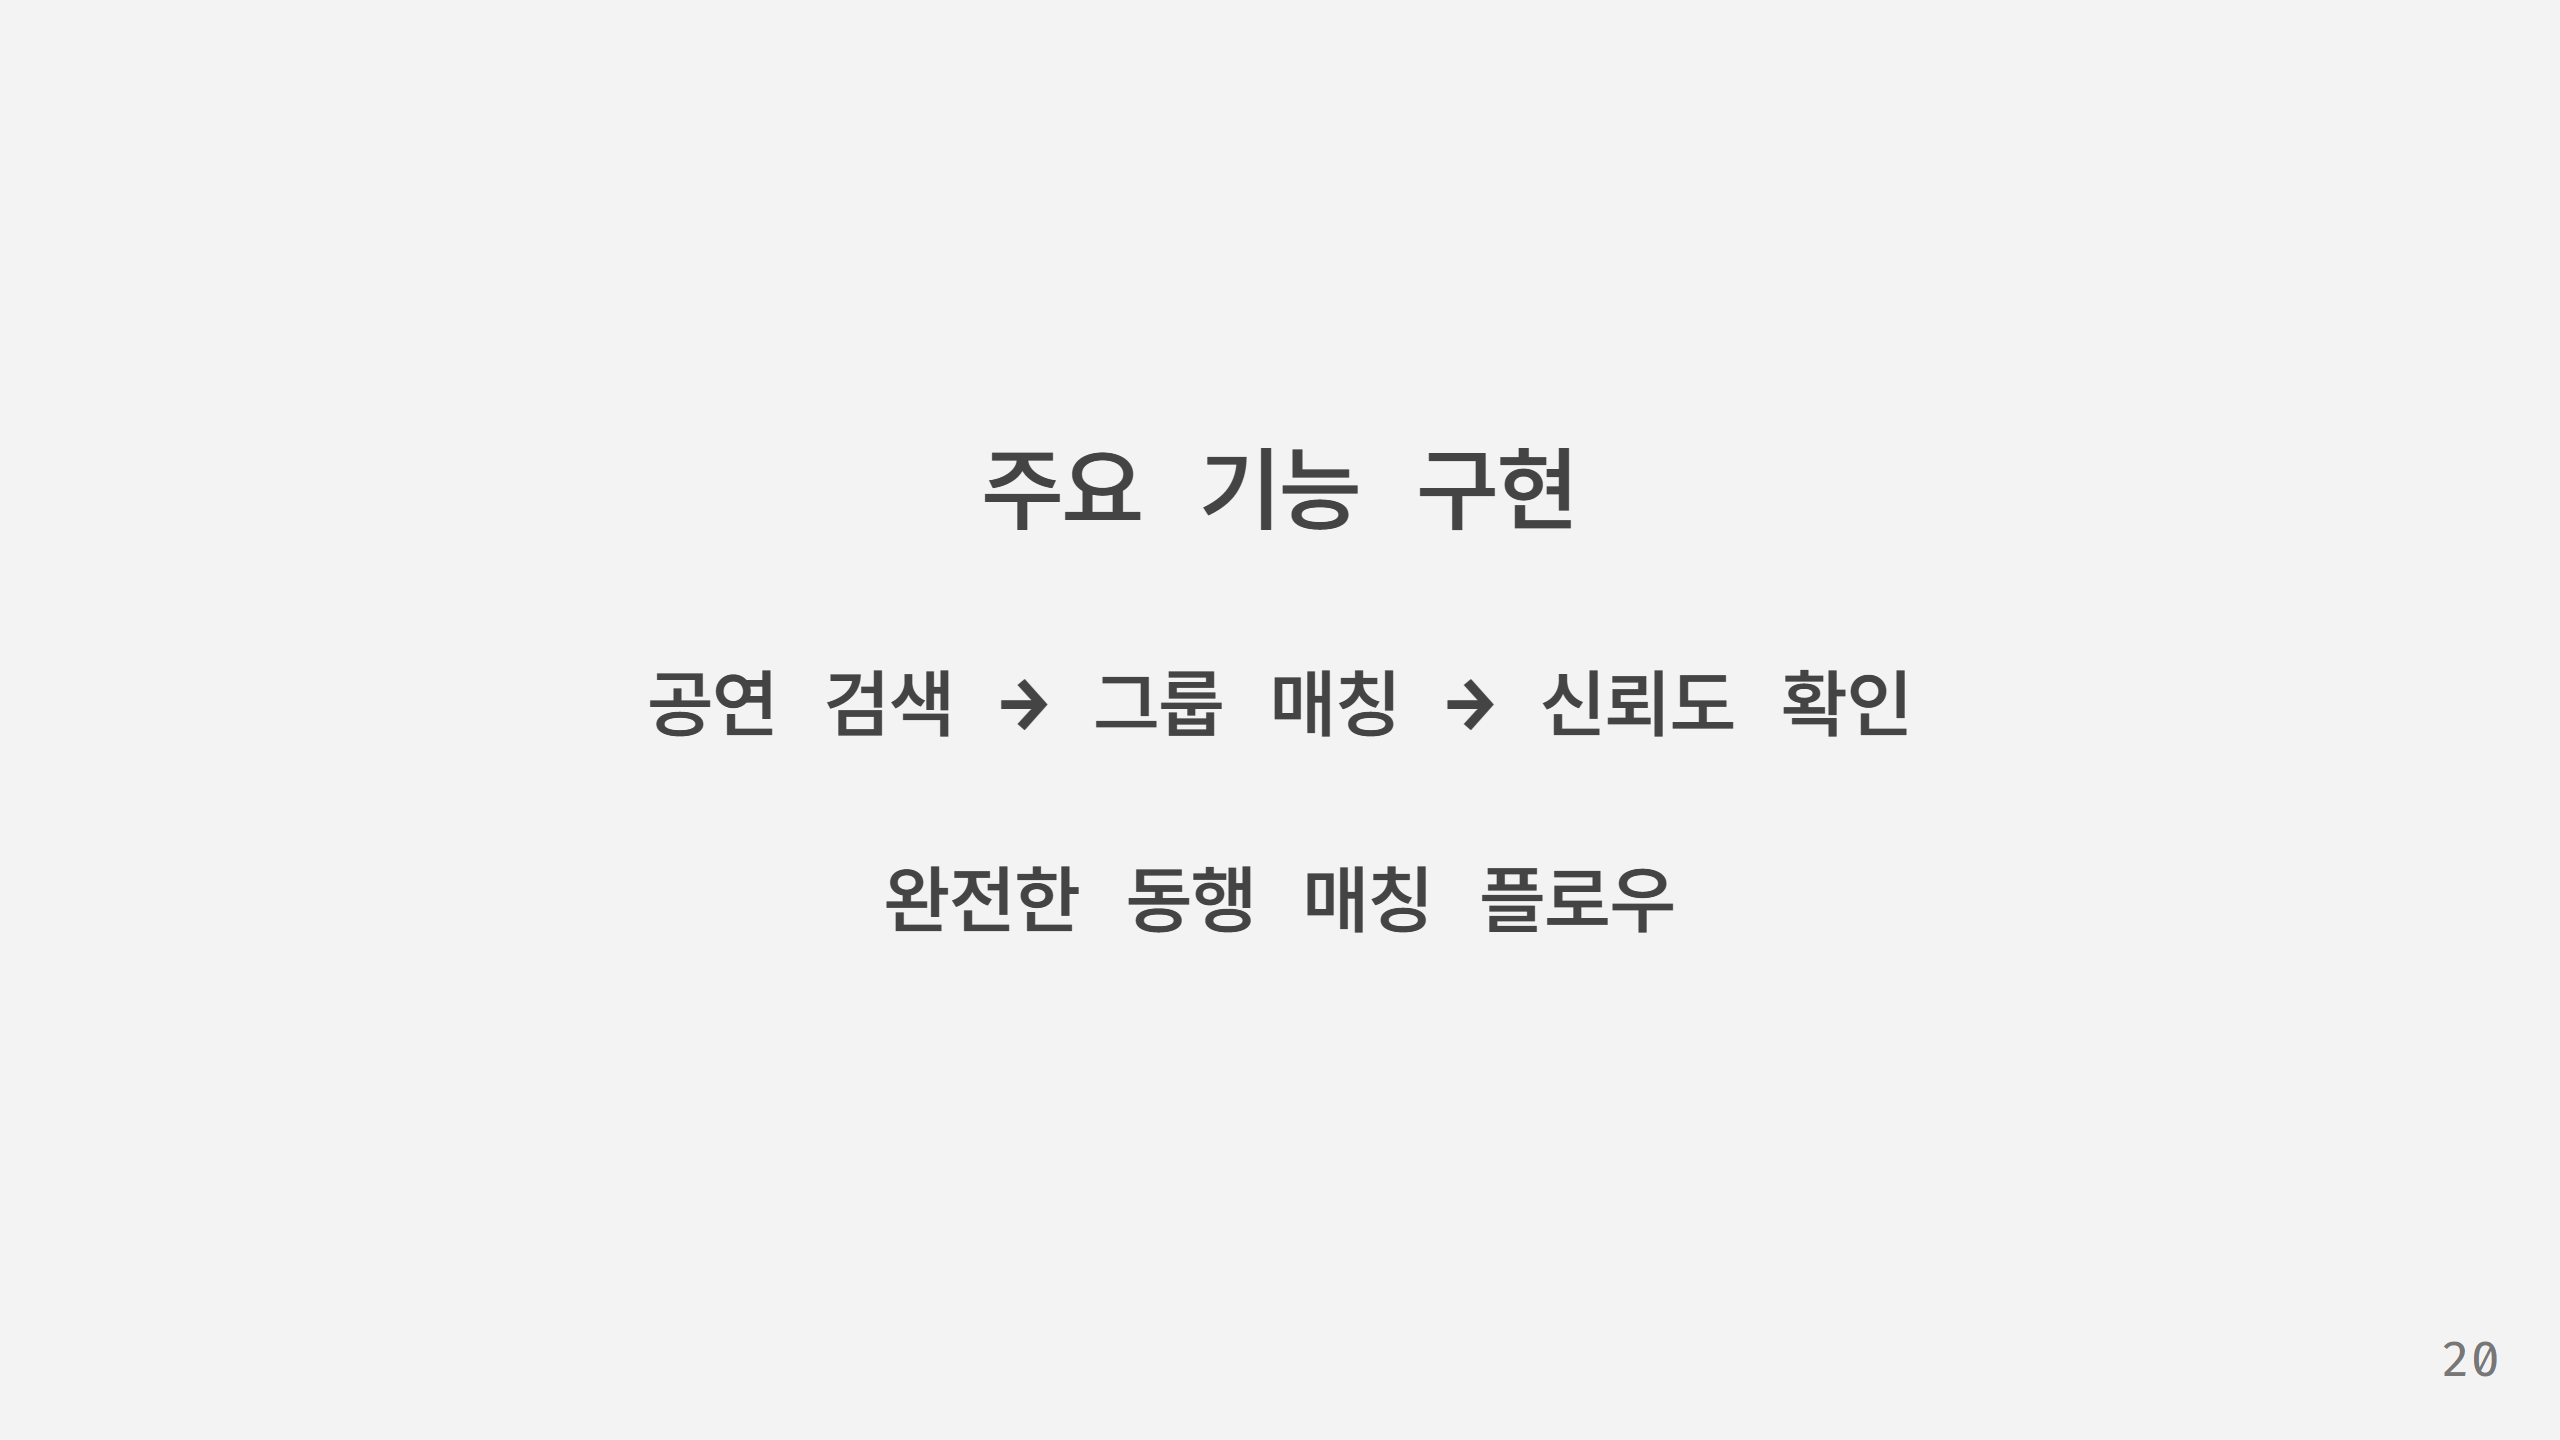 주요 기능 구현
공연 검색 → 그룹 매칭 → 신뢰도 확인
완전한 동행 매칭 플로우
20